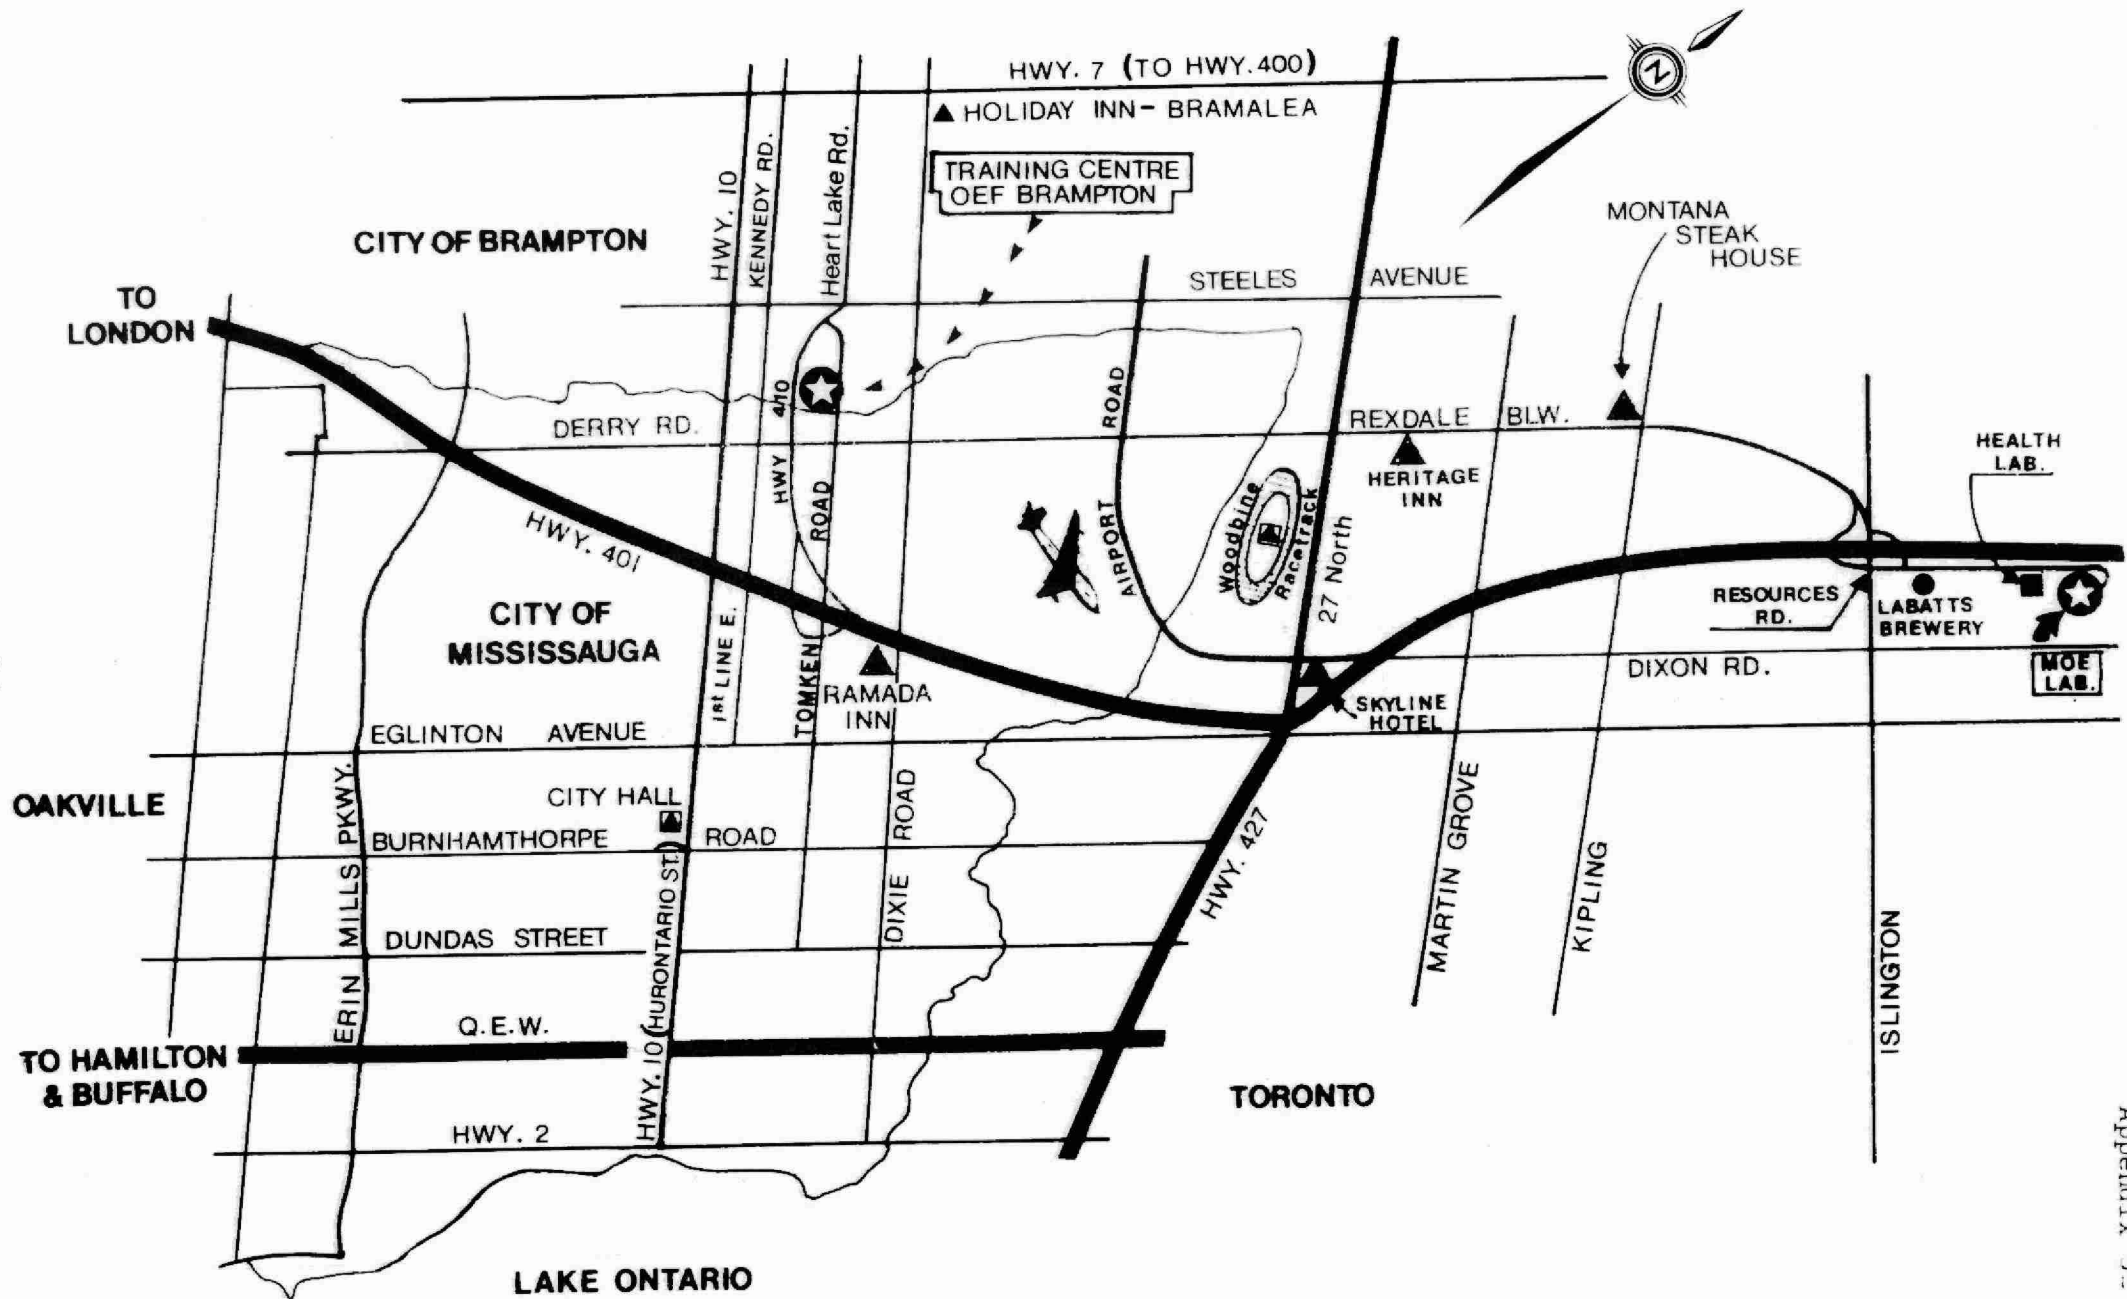 HWY. 7 (TO HWY.400)
N
HOLIDAY INN - BRAMALEA
TRAINING CENTRE
OEF BRAMPTON
HWY. 10
KENNEDY RD.
Heart Lake Rd.
CITY OF BRAMPTON
MONTANA
STEAK
HOUSE
STEELES AVENUE
TO
LONDON
DERRY RD.
HWY 410
ROAD
AIRPORT ROAD
REXDALE BLW.
HERITAGE
INN
HEALTH
LAB.
HWY. 401
Woodbine
Racetrack
27 North
RESOURCES
RD.
LABATTS
BREWERY
MOE
LAB.
CITY OF
MISSISSAUGA
1st LINE E.
TOMKEN
RAMADA
INN
DIXON RD.
SKYLINE
HOTEL
EGLINTON AVENUE
OAKVILLE
CITY HALL
BURNHAMTHORPE ROAD
ERIN MILLS PKWY.
DIXIE ROAD
HWY. 427
MARTIN GROVE
KIPLING
ISLINGTON
DUNDAS STREET
HWY. 10 (HURONTARIO ST.)
Q.E.W.
TO HAMILTON
& BUFFALO
TORONTO
HWY. 2
LAKE ONTARIO
Appendix